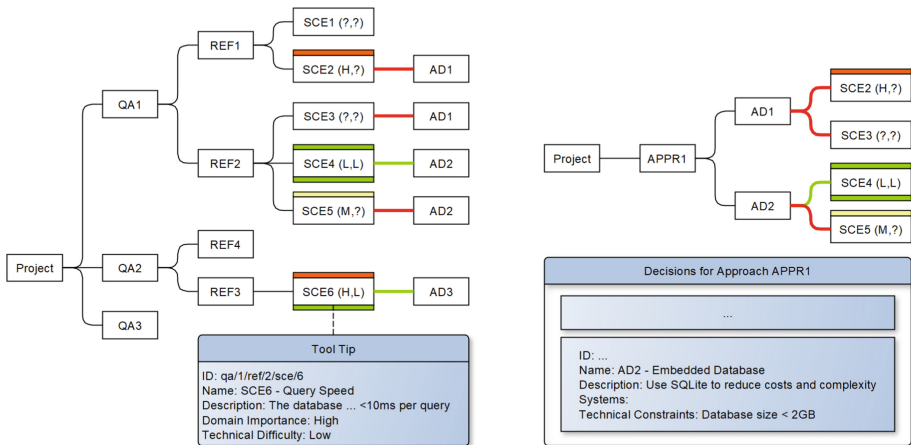 SCE1 (?,?)
REF1
SCE2 (H,?)
AD1
QA1
SCE3 (?,?)
AD1
REF2
SCE4 (L,L)
AD2
SCE5 (M,?)
AD2
REF4
Project
QA2
REF3
SCE6 (H,L)
AD3
QA3
Tool Tip
ID: qa/1/ref/2/sce/6
Name: SCE6 - Query Speed
Description: The database ... <10ms per query
Domain Importance: High
Technical Difficulty: Low
SCE2 (H,?)
AD1
SCE3 (?,?)
Project
APPR1
SCE4 (L,L)
AD2
SCE5 (M,?)
Decisions for Approach APPR1
...
ID: ...
Name: AD2 - Embedded Database
Description: Use SQLite to reduce costs and complexity
Systems:
Technical Constraints: Database size < 2GB